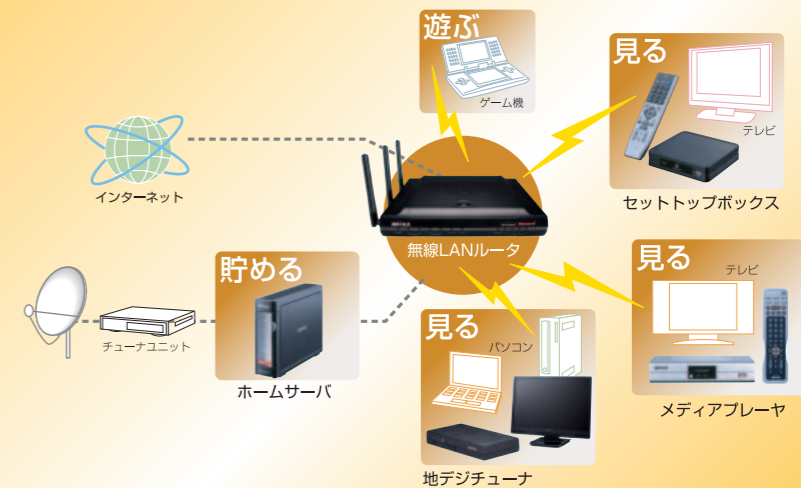 遊ぶ
ゲーム機
見る
テレビ
セットトップボックス
インターネット
無線LANルータ
貯める
チューナユニット
ホームサーバ
見る
テレビ
メディアプレーヤ
見る
パソコン
地デジチューナ